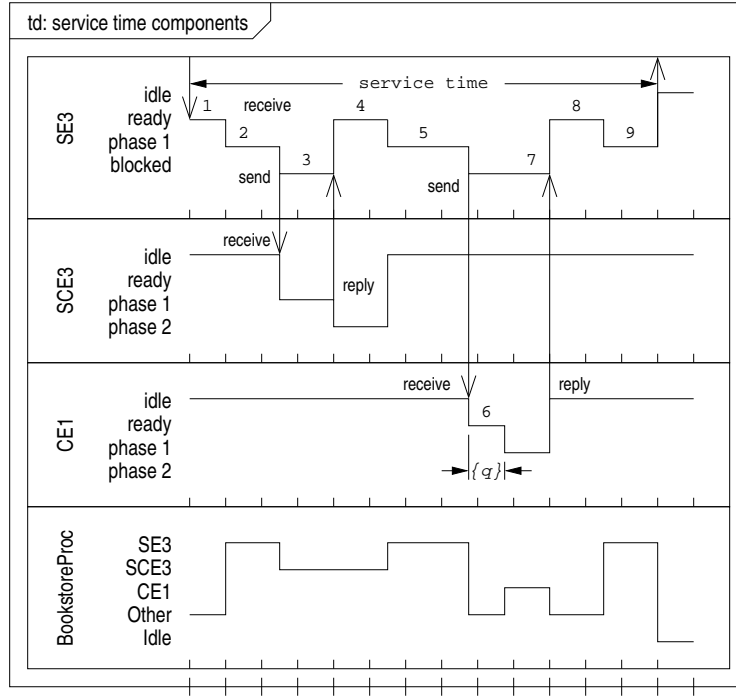 td: service time components
service time
SE3
idle
ready
phase 1
blocked
1
receive
2
send
3
4
5
send
7
8
9
SCE3
idle
ready
phase 1
phase 2
receive
reply
CE1
idle
ready
phase 1
phase 2
receive
reply
6
{q}
BookstoreProc
SE3
SCE3
CE1
Other
Idle